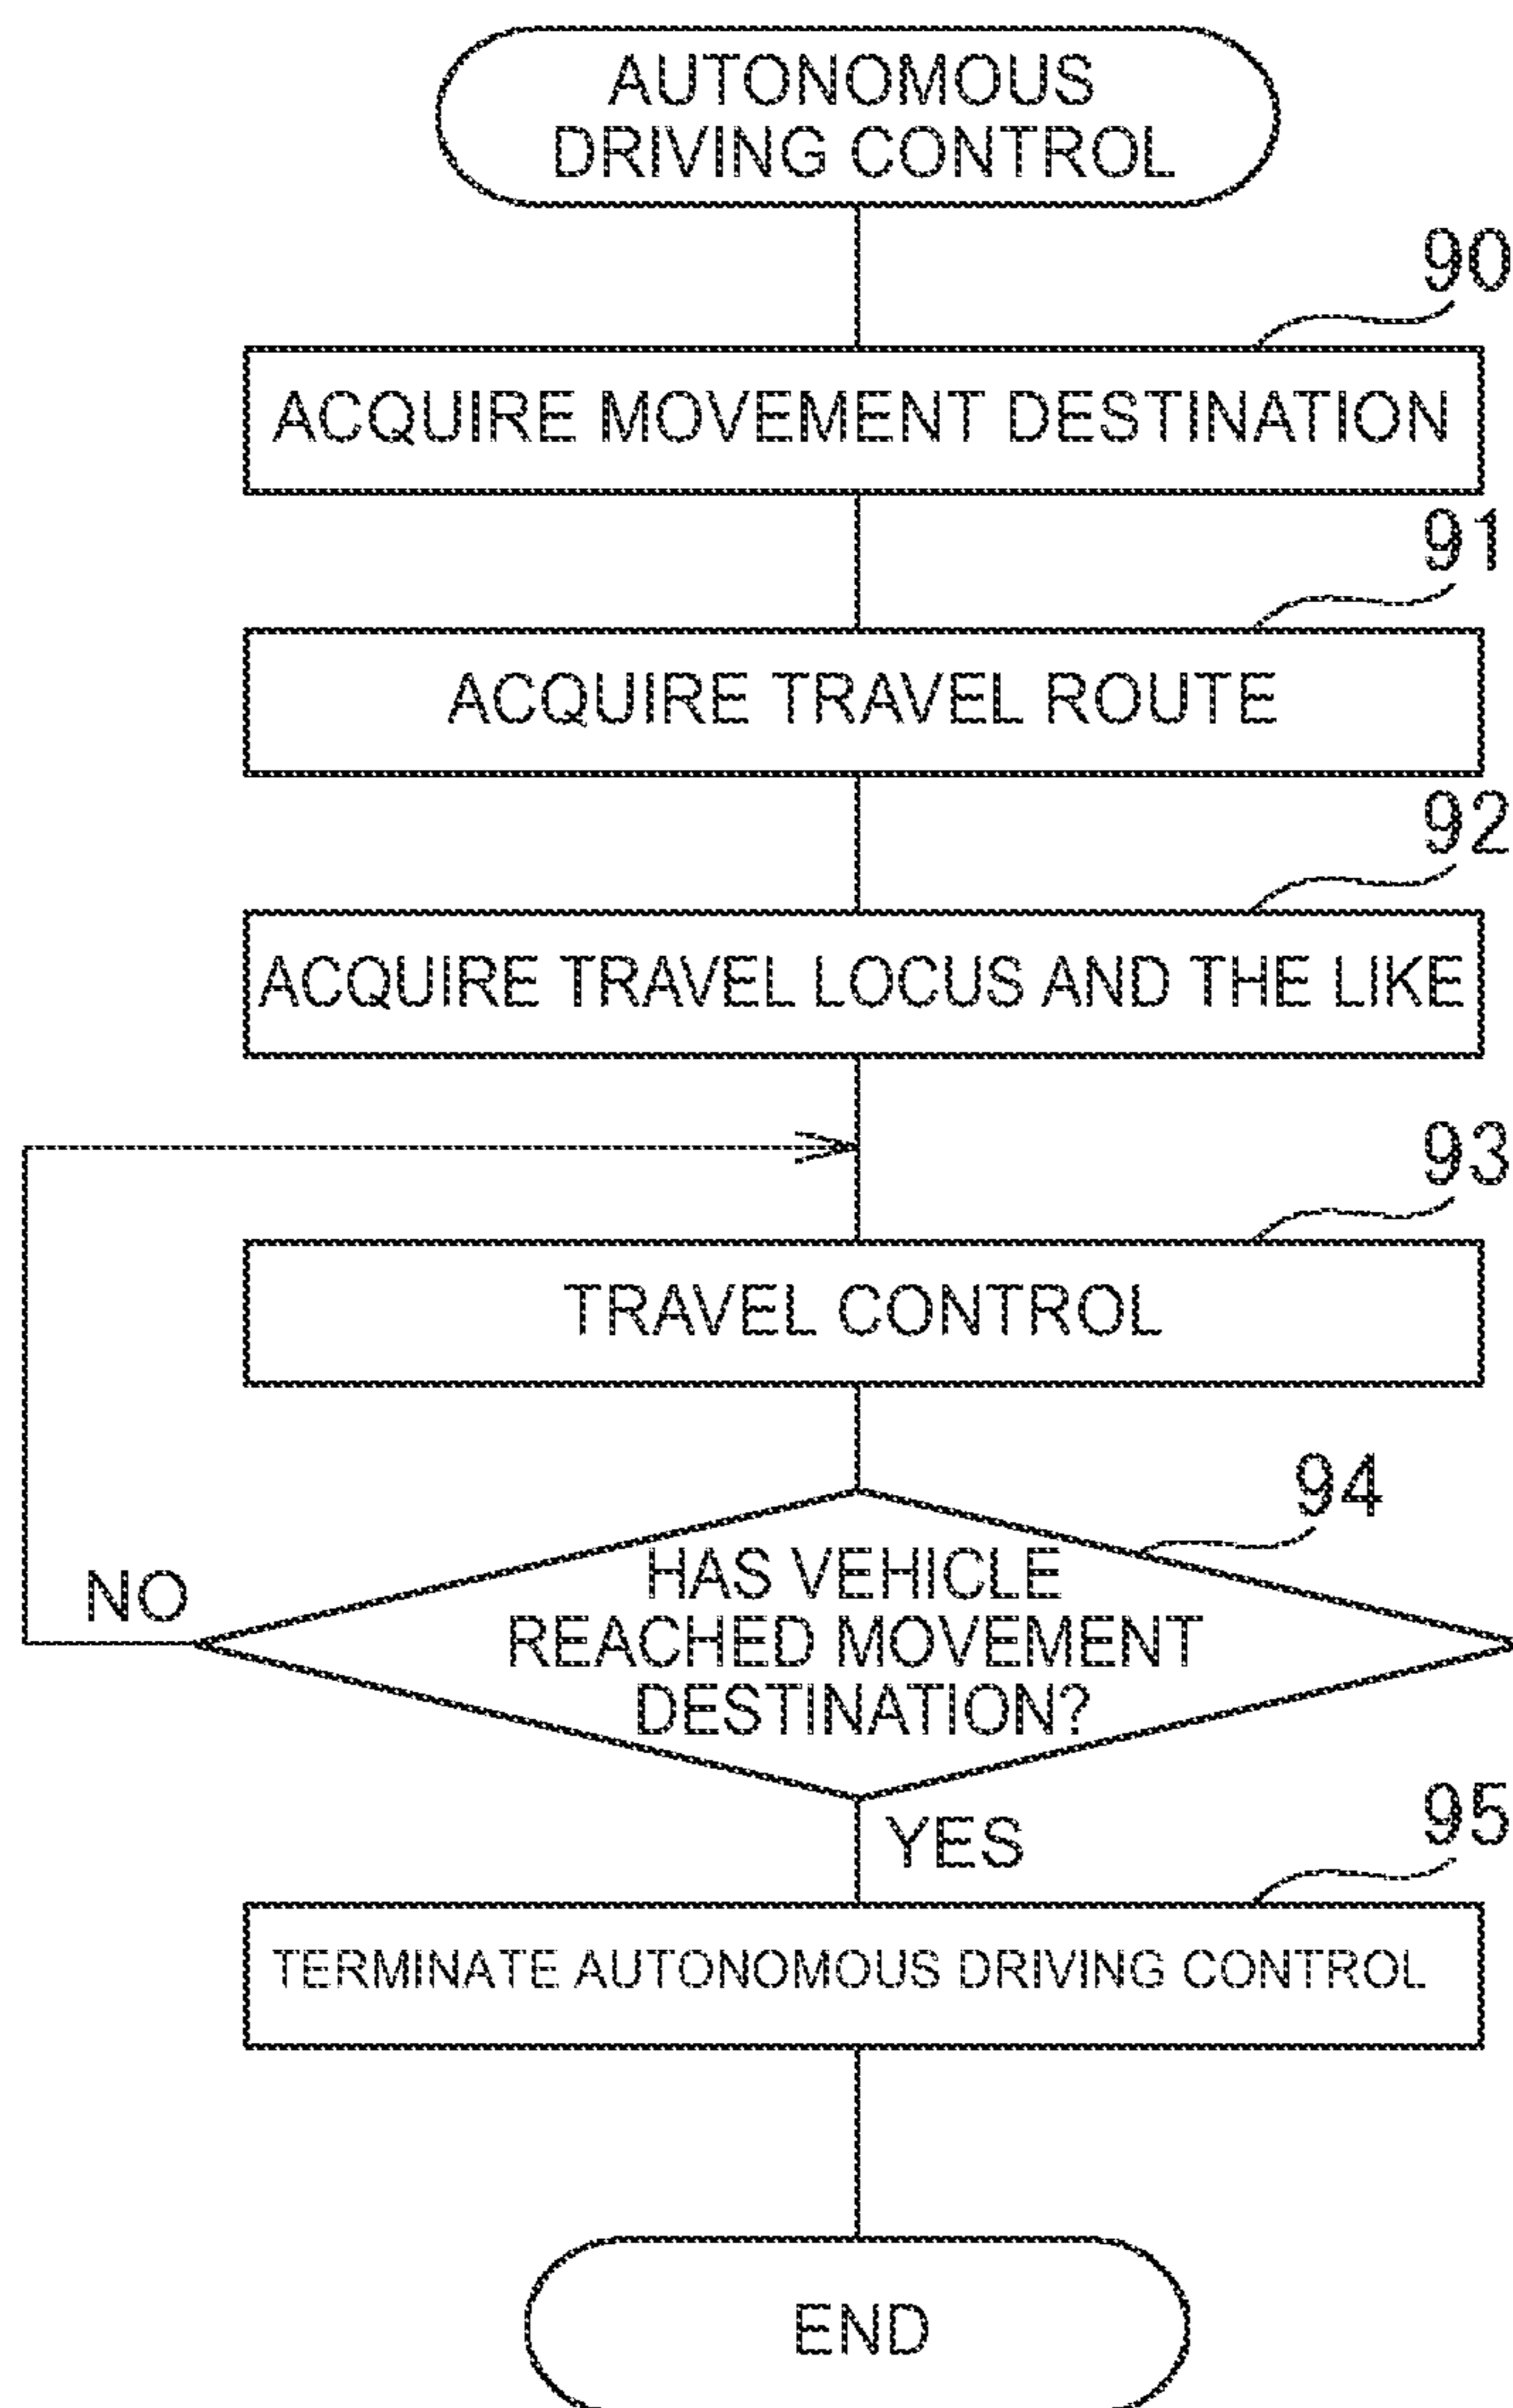 AUTONOMOUS
DRIVING CONTROL
90
ACQUIRE MOVEMENT DESTINATION
91
ACQUIRE TRAVEL ROUTE
92
ACQUIRE TRAVEL LOCUS AND THE LIKE
93
TRAVEL CONTROL
94
HAS VEHICLE
REACHED MOVEMENT
DESTINATION?
NO
YES
95
TERMINATE AUTONOMOUS DRIVING CONTROL
END